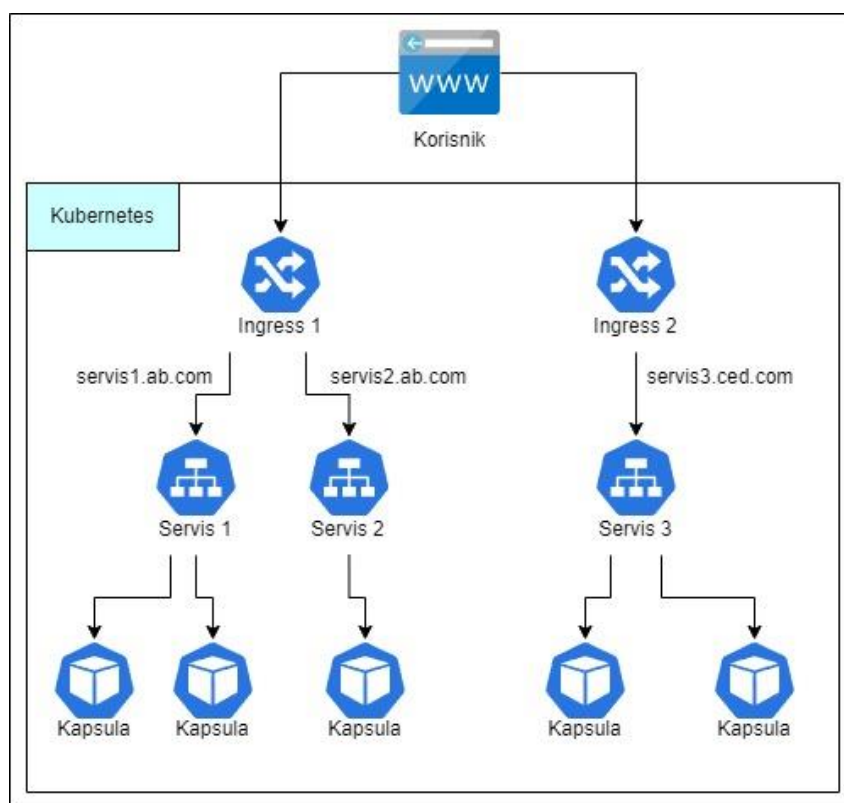 WWW
Korisnik
Kubernetes
Ingress 1
Ingress 2
servis1.ab.com
servis2.ab.com
servis3.ced.com
Servis 1
Servis 2
Servis 3
Kapsula
Kapsula
Kapsula
Kapsula
Kapsula